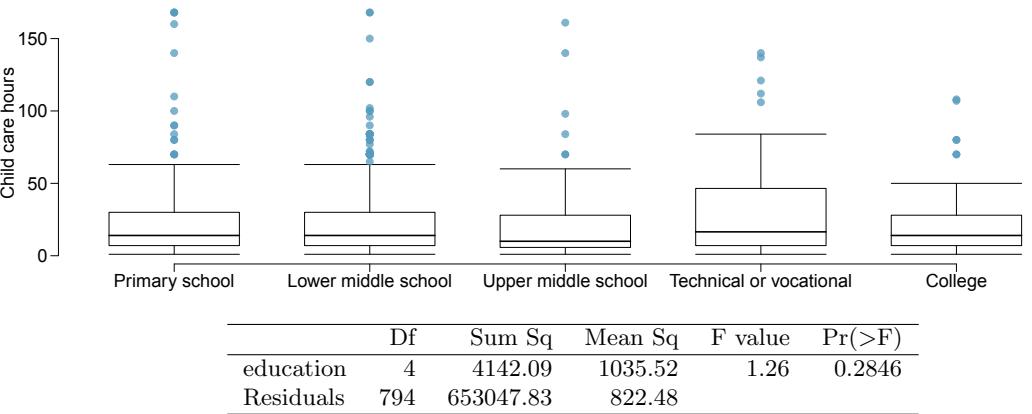 Child care hours
150
100
50
0
Primary school Lower middle school Upper middle school Technical or vocational College
Df Sum Sq Mean Sq F value Pr(>F)
education 4 4142.09 1035.52 1.26 0.2846
Residuals 794 653047.83 822.48